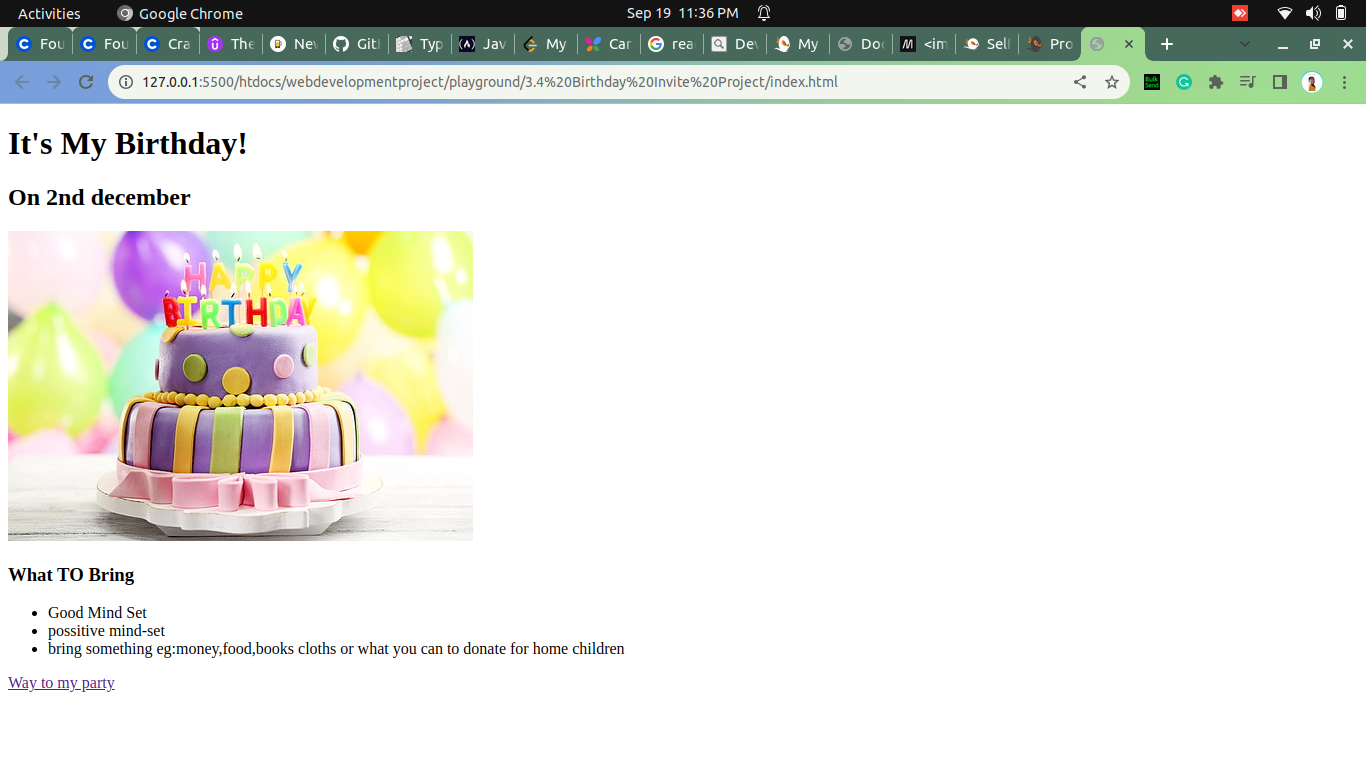 Activities Google Chrome Sep 19 11:36 PM
Fou Fou Cra The Nev Git Typ Jav My Car rea Dev My Doc <im Self Pro
127.0.0.1:5500/htdocs/webdevelopmentproject/playground/3.4%20Birthday%20Invite%20Project/index.html
It's My Birthday!
On 2nd december
HAPPY
BIRTHDAY
What TO Bring
Good Mind Set
possitive mind-set
bring something eg:money,food,books cloths or what you can to donate for home children
Way to my party